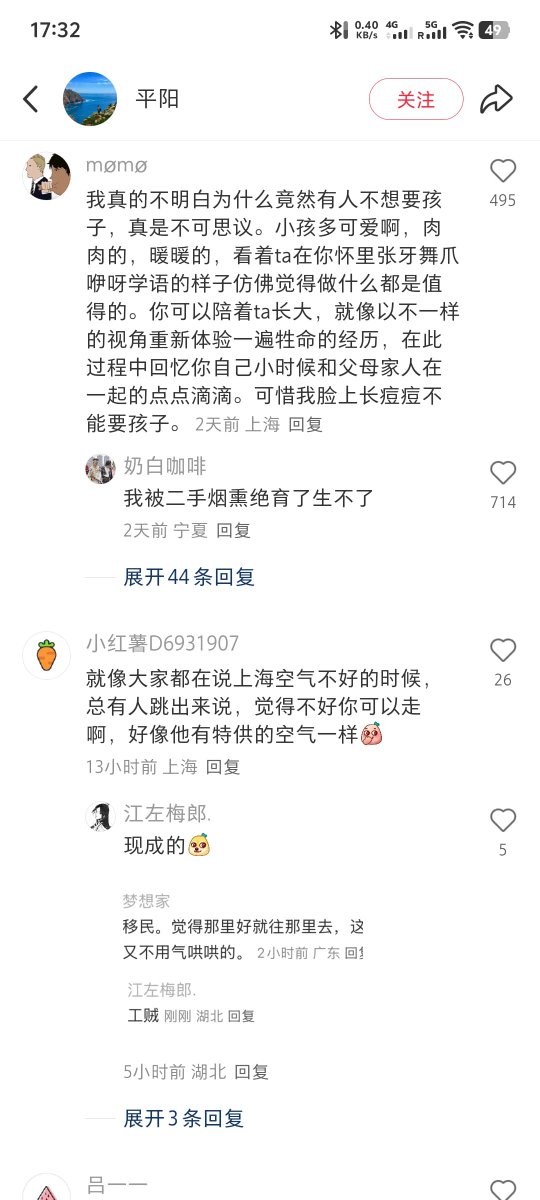 17:32
0.40
KB/s
4G
5G
R
49
平阳
关注
mømø
我真的不明白为什么竟然有人不想要孩
子，真是不可思议。小孩多可爱啊，肉
肉的，暖暖的，看着ta在你怀里张牙舞爪
咿呀学语的样子仿佛觉得做什么都是值
得的。你可以陪着ta长大，就像以不一样
的视角重新体验一遍牲命的经历，在此
过程中回忆你自己小时候和父母家人在
一起的点点滴滴。可惜我脸上长痘痘不
能要孩子。 2天前 上海 回复
495
奶白咖啡
我被二手烟熏绝育了生不了
2天前 宁夏 回复
714
展开44条回复
小红薯D6931907
就像大家都在说上海空气不好的时候，
总有人跳出来说，觉得不好你可以走
啊，好像他有特供的空气一样
13小时前 上海 回复
26
江左梅郎.
现成的
5
梦想家
移民。觉得那里好就往那里去，这
又不用气哄哄的。 2小时前 广东 回复
江左梅郎.
工贼 刚刚 湖北 回复
5小时前 湖北 回复
展开3条回复
吕一一